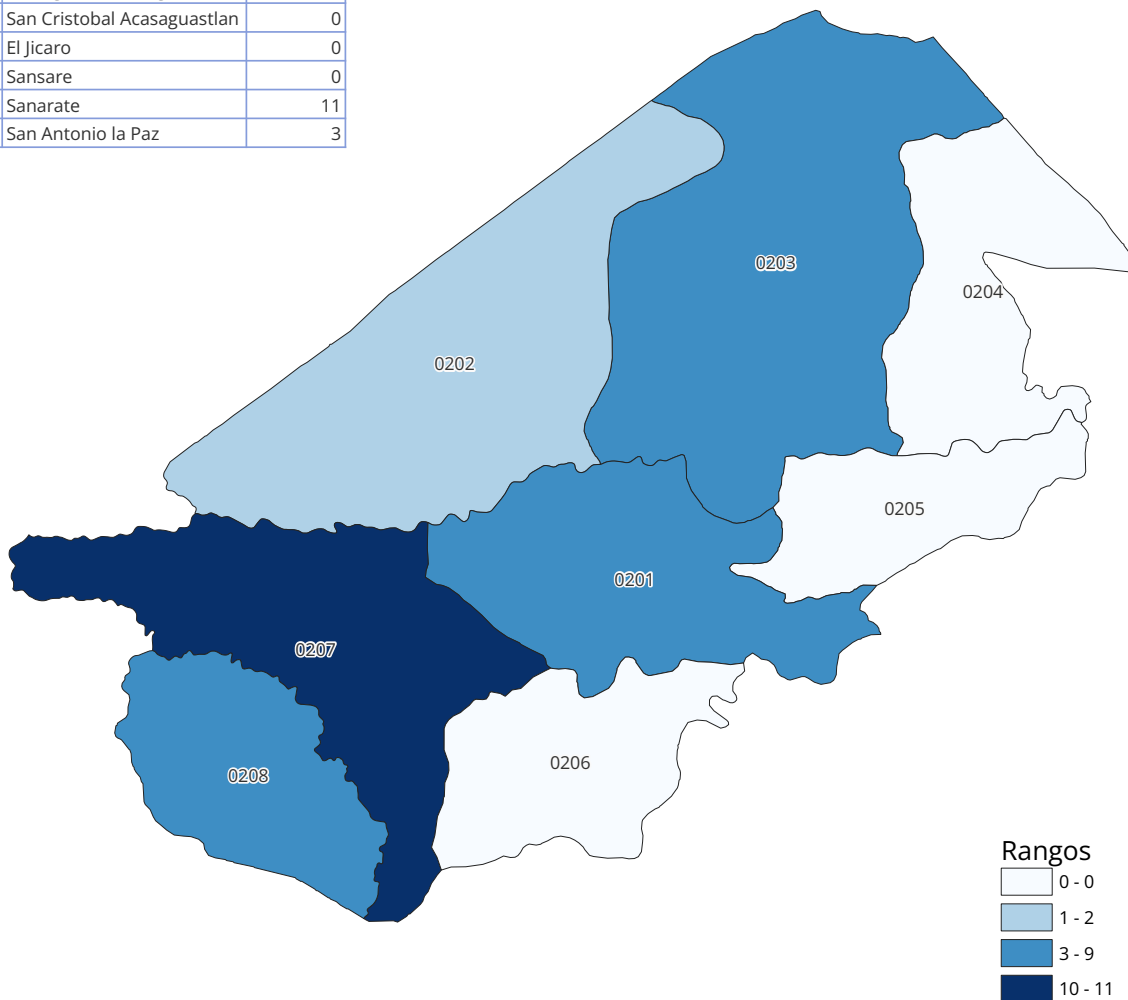 San Cristobal Acasaguastlan 0
El Jicaro 0
Sansare 0
Sanarate 11
San Antonio la Paz 3
0203
0204
0202
0205
0201
0207
0206
0208
Rangos
0 - 0
1 - 2
3 - 9
10 - 11